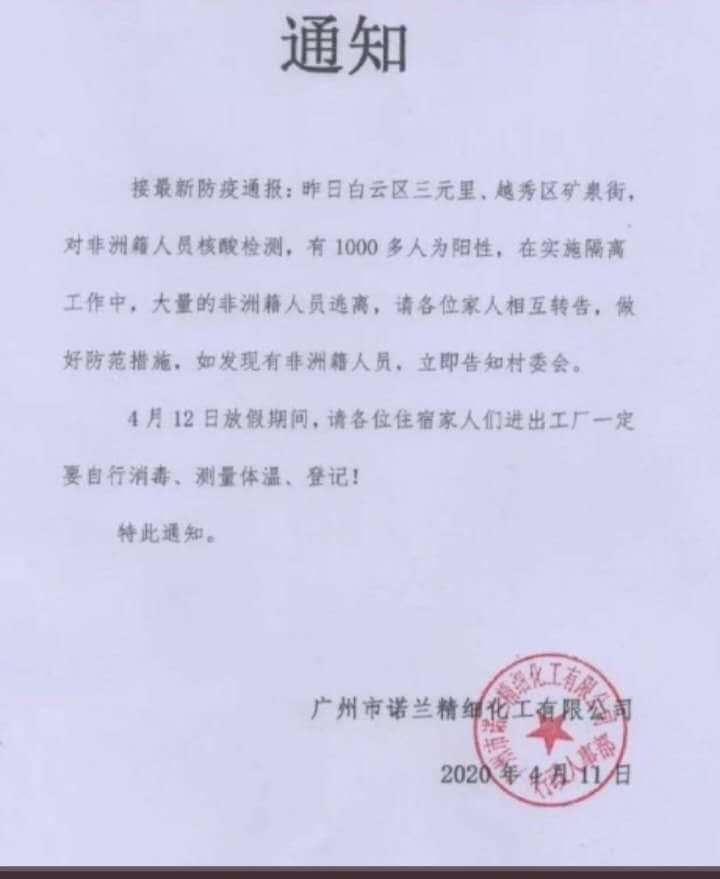 通知
接最新防疫通报：昨日白云区三元里、越秀区矿泉街，
对非洲籍人员核酸检测，有 1000 多人为阳性，在实施隔离
工作中，大量的非洲籍人员逃离，请各位家人相互转告，做
好防范措施，如发现有非洲籍人员，立即告知村委会。
4 月 12 日放假期间，请各位住宿家人们进出工厂一定
要自行消毒、测量体温、登记！
特此通知。
广州市诺兰精细化工有限公司
2020 年 4 月 11 日
州市诺兰精细化工有限公司
行政人事部